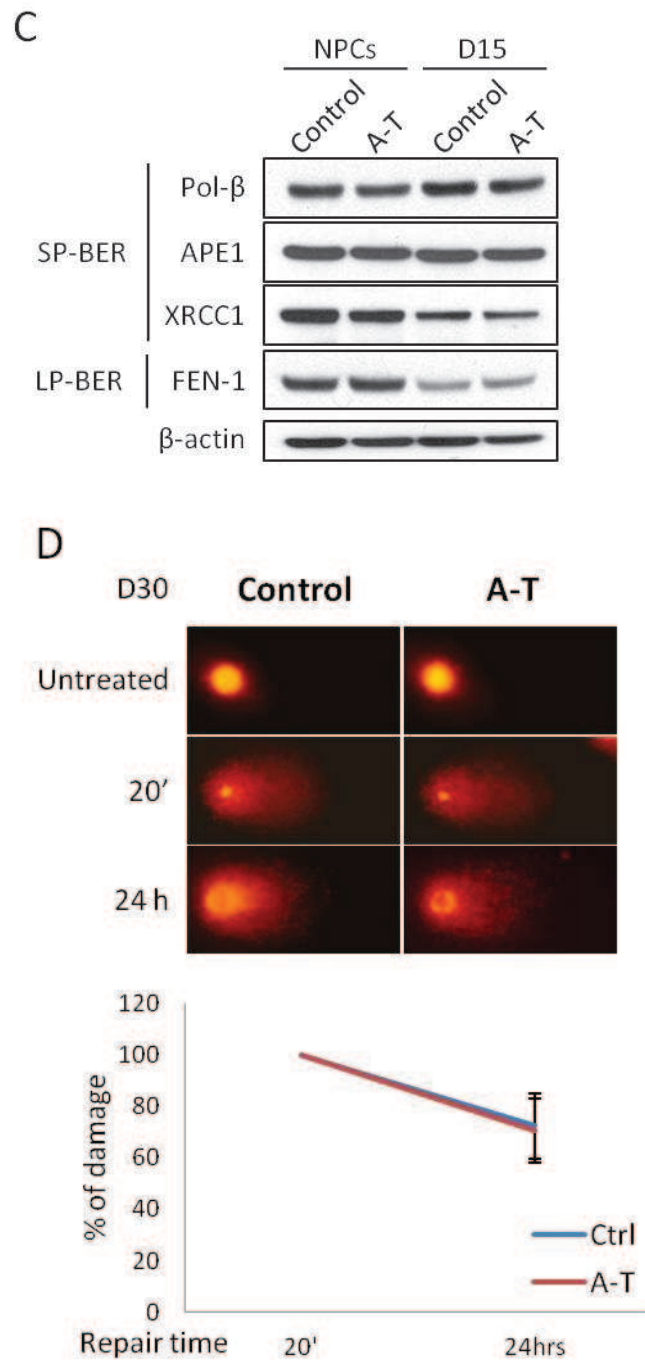 C
NPCs D15
Control A-T Control A-T
Pol-β
SP-BER APE1
XRCC1
LP-BER FEN-1
β-actin
D
D30 Control A-T
Untreated
20′
24 h
120
100
80
60
40
20
0
% of damage
Ctrl
A-T
Repair time 20' 24hrs